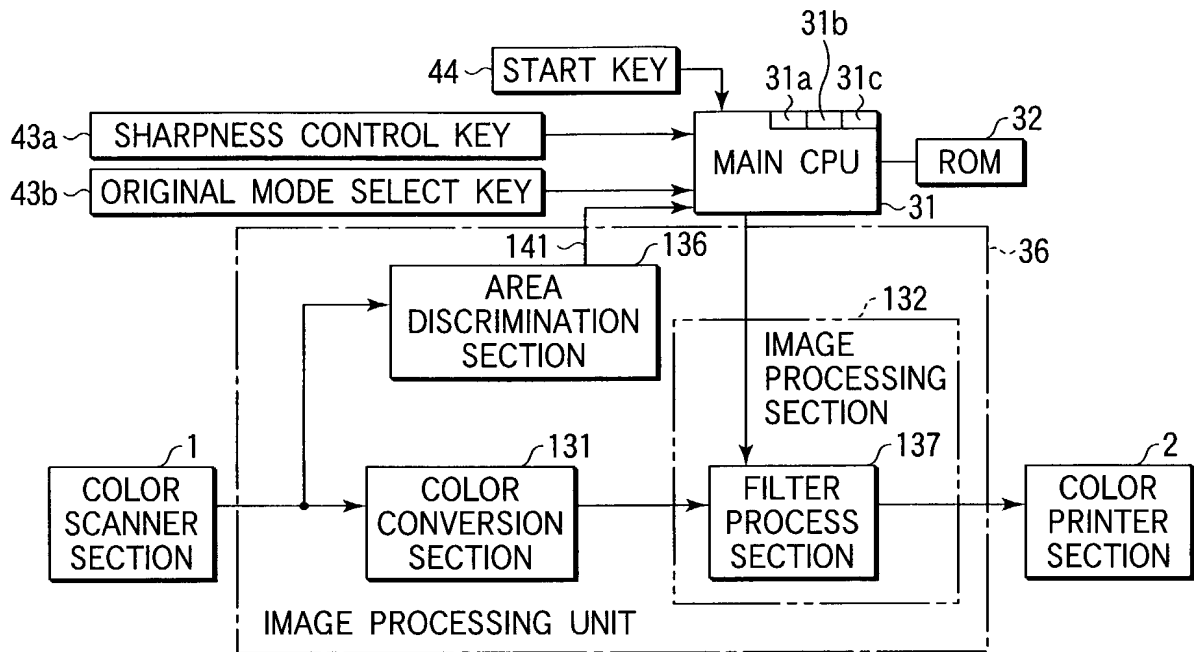 31b
44 START KEY 31a 31c
43a SHARPNESS CONTROL KEY 32
MAIN CPU ROM
43b ORIGINAL MODE SELECT KEY 31
141 136 36
AREA
DISCRIMINATION
SECTION
132
IMAGE
PROCESSING
SECTION
1 131 137 2
COLOR
SCANNER
SECTION
COLOR
CONVERSION
SECTION
FILTER
PROCESS
SECTION
COLOR
PRINTER
SECTION
IMAGE PROCESSING UNIT